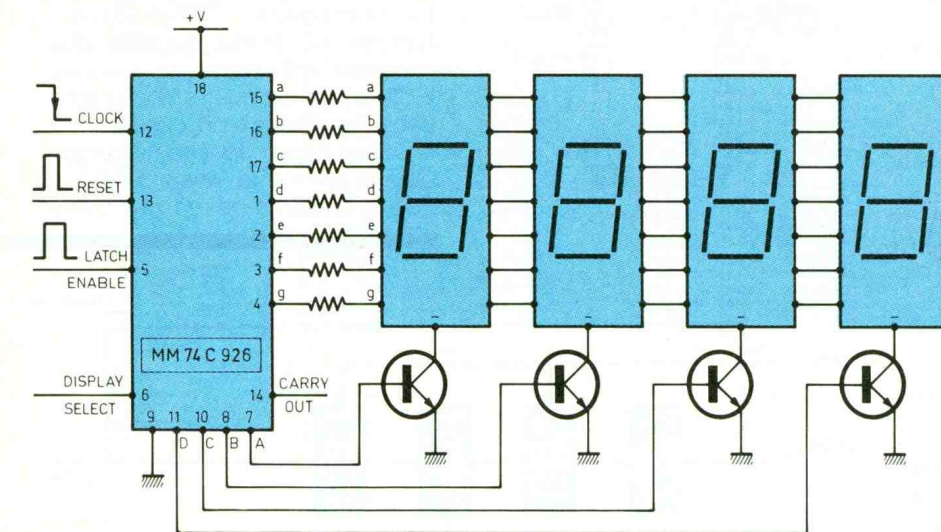 + V
18
CLOCK
12
RESET
13
LATCH
ENABLE
5
DISPLAY
SELECT
6
MM 74 C 926
15 a
16 b
17 c
1 d
2 e
3 f
4 g
a
b
c
d
e
f
g
14 CARRY
OUT
9 11 10 8 7
D C B A
- - - -